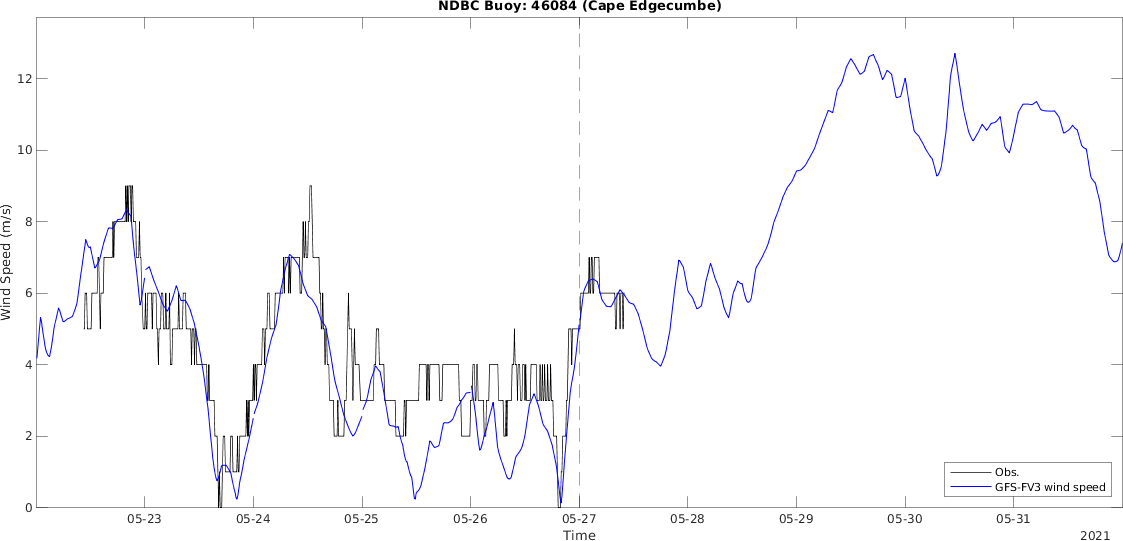 NDBC Buoy: 46084 (Cape Edgecumbe)
Wind Speed (m/s)
12
10
8
6
4
2
0
Obs.
GFS-FV3 wind speed
05-23 05-24 05-25 05-26 05-27 05-28 05-29 05-30 05-31
Time
2021